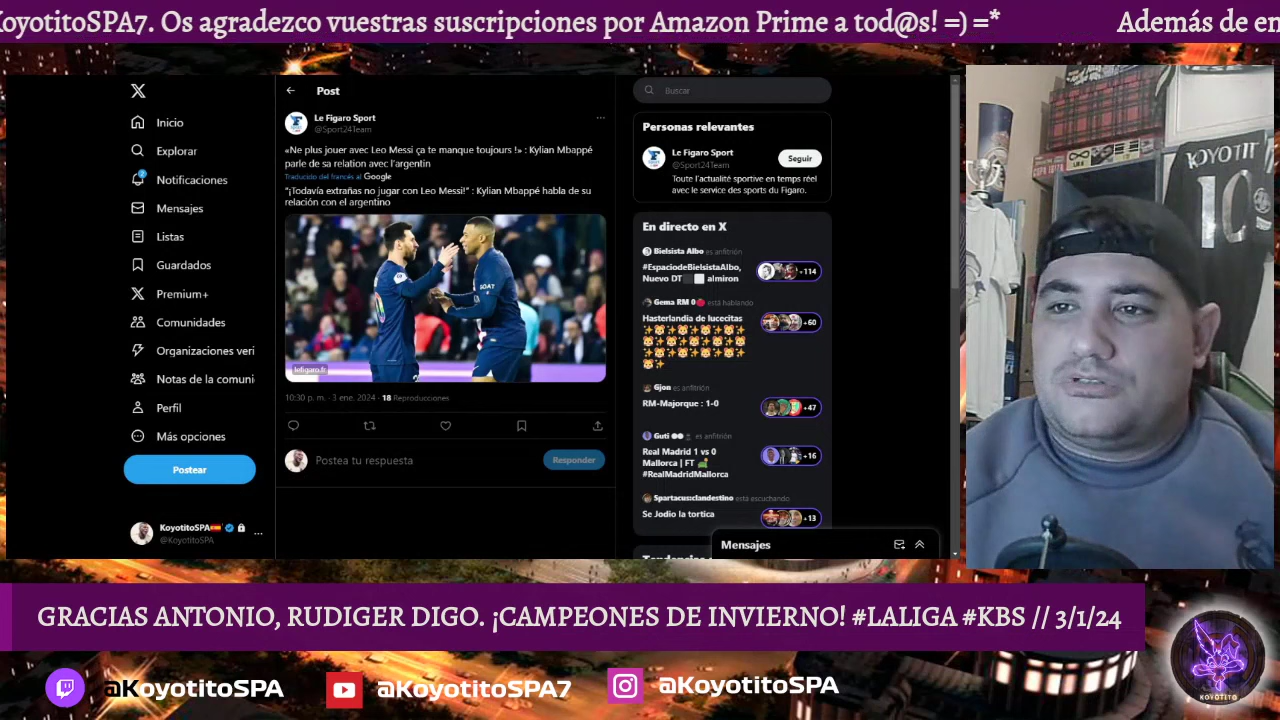 KoyotitoSPA7. Os agradezco vuestras suscripciones por Amazon Prime a tod@s! =) =*
Además de en
Inicio
Explorar
2
Notificaciones
Mensajes
Listas
Guardados
Premium+
Comunidades
Organizaciones veri
Notas de la comuni
Perfil
Más opciones
Postear
KoyotitoSPA
@KoyotitoSPA
Post
Le Figaro Sport
@Sport24Team
«Ne plus jouer avec Leo Messi ça te manque toujours !» : Kylian Mbappé
parle de sa relation avec l’argentin
Traducido del francés al Google
“¡Todavía extrañas no jugar con Leo Messi!” : Kylian Mbappé habla de su
relación con el argentino
GOAT
lefigaro.fr
10:30 p. m. · 3 ene. 2024 · 18 Reproducciones
Postea tu respuesta
Responder
Buscar
Personas relevantes
Le Figaro Sport
@Sport24Team
Seguir
Toute l'actualité sportive en temps réel
avec le service des sports du Figaro.
En directo en X
Bielsista Albo es anfitrión
#EspaciodeBielsistaAlbo,
Nuevo DT⬛⬜ almiron
+114
Gema RM 0 está hablando
Hasterlandia de lucecitas
+60
Gjon es anfitrión
RM-Majorque : 1-0
+47
Guti es anfitrión
Real Madrid 1 vs 0
Mallorca | FT
#RealMadridMallorca
+16
Spartacus:clandestino está escuchando
Se Jodio la tortica
+13
Mensajes
KOYOTIT
10
GRACIAS ANTONIO, RUDIGER DIGO. ¡CAMPEONES DE INVIERNO! #LALIGA #KBS // 3/1/24
@KoyotitoSPA
@KoyotitoSPA7
@KoyotitoSPA
KOYOTITO